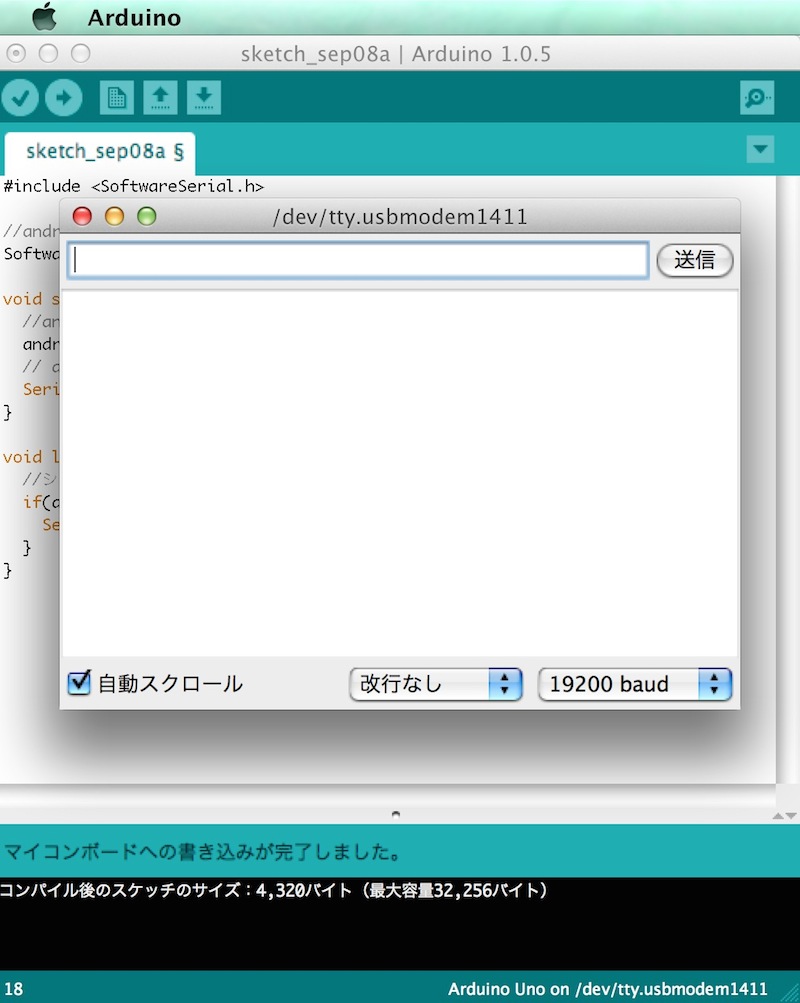 Arduino
sketch_sep08a | Arduino 1.0.5
sketch_sep08a §
#include <SoftwareSerial.h>
/dev/tty.usbmodem1411
//andr
Softwa
送信
void s
//an
andr
//
Seri
}
void l
//シ
if(a
Se
}
}
自動スクロール
改行なし
19200 baud
マイコンボードへの書き込みが完了しました。
コンパイル後のスケッチのサイズ：4,320バイト（最大容量32,256バイト）
18
Arduino Uno on /dev/tty.usbmodem1411